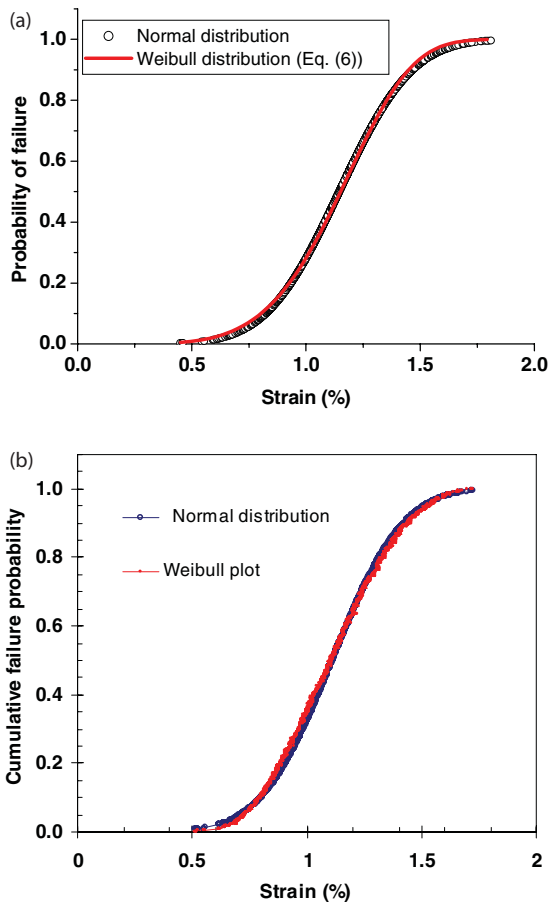 (a)
Normal distribution
Weibull distribution (Eq. (6))
1.0
0.8
0.6
0.4
0.2
0.0
Probability of failure
0.0 0.5 1.0 1.5 2.0
Strain (%)
(b)
Normal distribution
Weibull plot
1.0
0.8
0.6
0.4
0.2
0.0
Cumulative failure probability
0 0.5 1 1.5 2
Strain (%)